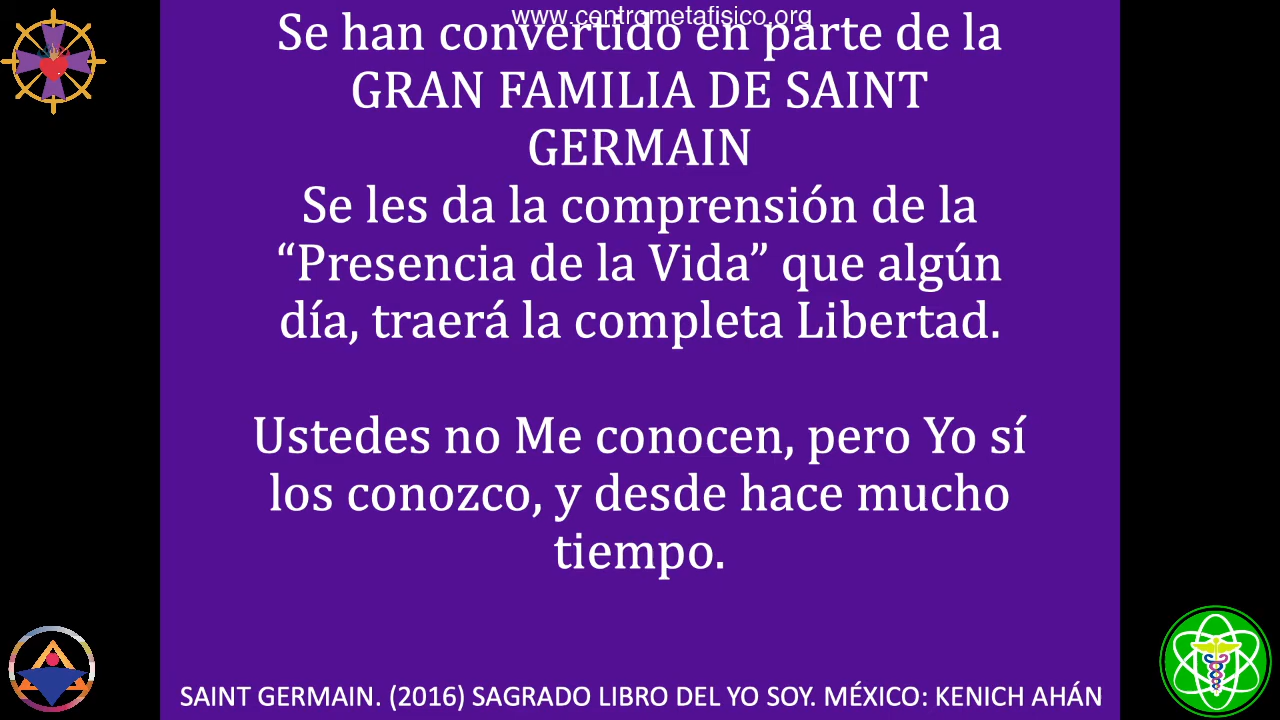 www.centrometafisico.org
Se han convertido en parte de la
GRAN FAMILIA DE SAINT
GERMAIN
Se les da la comprensión de la
“Presencia de la Vida” que algún
día, traerá la completa Libertad.
Ustedes no Me conocen, pero Yo sí
los conozco, y desde hace mucho
tiempo.
SAINT GERMAIN. (2016) SAGRADO LIBRO DEL YO SOY. MÉXICO: KENICH AHÁN